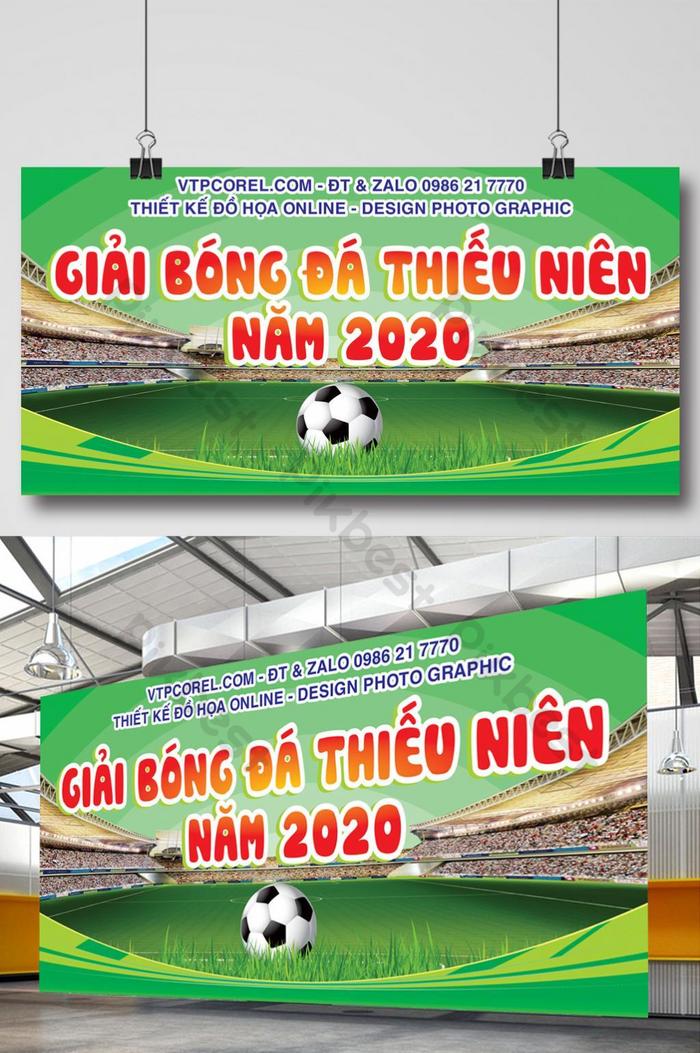 VTPCOREL.COM - ĐT & ZALO 0986 21 7770
THIẾT KẾ ĐỒ HỌA ONLINE - DESIGN PHOTO GRAPHIC
GIẢI BÓNG ĐÁ THIẾU NIÊN
NĂM 2020
VTPCOREL.COM - ĐT & ZALO 0986 21 7770
THIẾT KẾ ĐỒ HỌA ONLINE - DESIGN PHOTO GRAPHIC
GIẢI BÓNG ĐÁ THIẾU NIÊN
NĂM 2020
pikbest